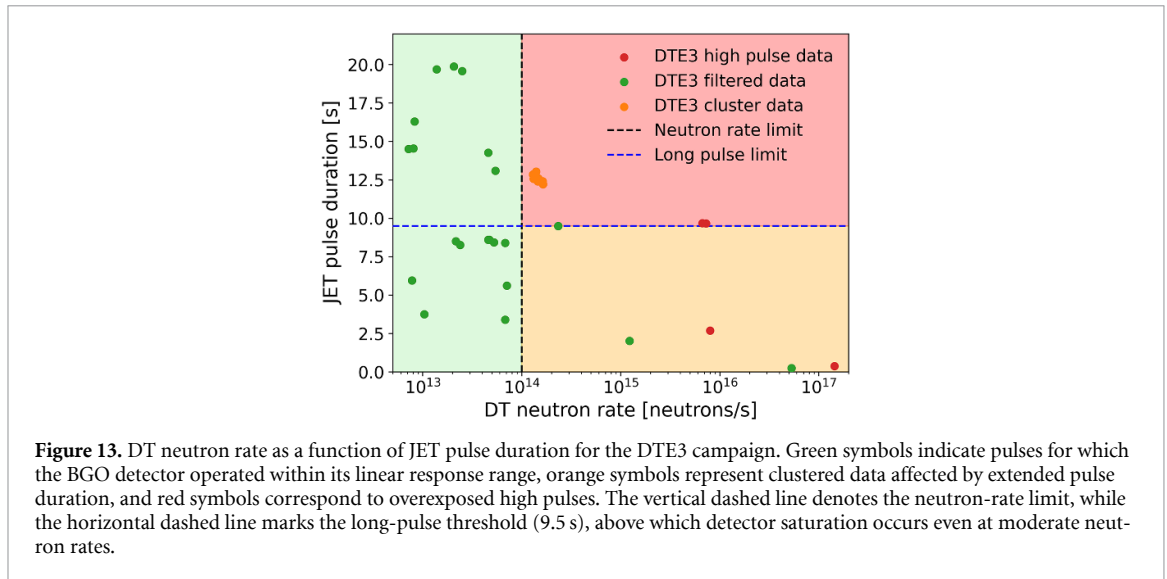 20.0
17.5
15.0
12.5
10.0
7.5
5.0
2.5
0.0
JET pulse duration [s]
DTE3 high pulse data
DTE3 filtered data
DTE3 cluster data
Neutron rate limit
Long pulse limit
10¹³ 10¹⁴ 10¹⁵ 10¹⁶ 10¹⁷
DT neutron rate [neutrons/s]
Figure 13. DT neutron rate as a function of JET pulse duration for the DTE3 campaign. Green symbols indicate pulses for which
the BGO detector operated within its linear response range, orange symbols represent clustered data affected by extended pulse
duration, and red symbols correspond to overexposed high pulses. The vertical dashed line denotes the neutron-rate limit, while
the horizontal dashed line marks the long-pulse threshold (9.5 s), above which detector saturation occurs even at moderate neut-
ron rates.